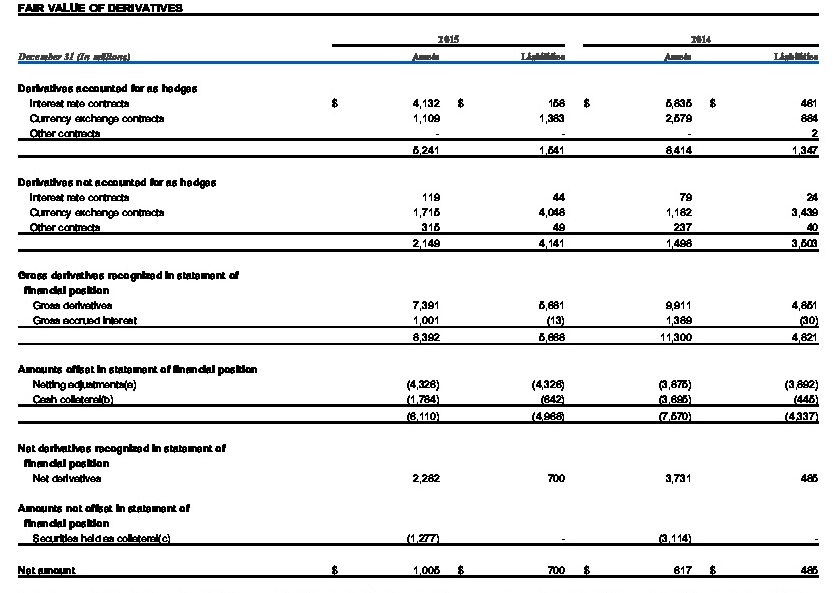 FAIR VALUE OF DERIVATIVES
2015 2014
December 31 (In millions) Assets Liabilities Assets Liabilities
Derivatives accounted for as hedges
Interest rate contracts $ 4,132 $ 158 $ 5,835 $ 461
Currency exchange contracts 1,109 1,383 2,579 884
Other contracts - - - 2
5,241 1,541 8,414 1,347
Derivatives not accounted for as hedges
Interest rate contracts 119 44 79 24
Currency exchange contracts 1,715 4,048 1,182 3,439
Other contracts 315 49 237 40
2,149 4,141 1,498 3,503
Gross derivatives recognized in statement of
financial position
Gross derivatives 7,391 5,681 9,911 4,851
Gross accrued interest 1,001 (13) 1,389 (30)
8,392 5,668 11,300 4,821
Amounts offset in statement of financial position
Netting adjustments(a) (4,326) (4,326) (3,875) (3,892)
Cash collateral(b) (1,784) (642) (3,695) (445)
(6,110) (4,968) (7,570) (4,337)
Net derivatives recognized in statement of
financial position
Net derivatives 2,282 700 3,731 485
Amounts not offset in statement of
financial position
Securities held as collateral(c) (1,277) - (3,114) -
Net amount $ 1,005 $ 700 $ 617 $ 485